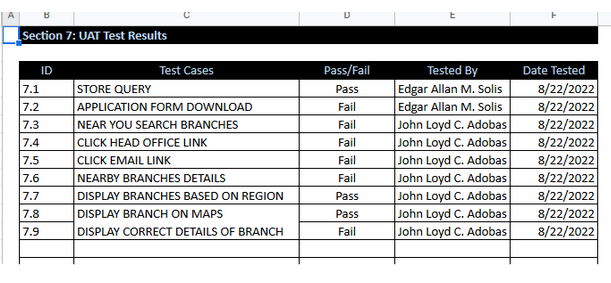 A B C D E F
Section 7: UAT Test Results
ID Test Cases Pass/Fail Tested By Date Tested
7.1 STORE QUERY Pass Edgar Allan M. Solis 8/22/2022
7.2 APPLICATION FORM DOWNLOAD Fail Edgar Allan M. Solis 8/22/2022
7.3 NEAR YOU SEARCH BRANCHES Fail John Loyd C. Adobas 8/22/2022
7.4 CLICK HEAD OFFICE LINK Fail John Loyd C. Adobas 8/22/2022
7.5 CLICK EMAIL LINK Fail John Loyd C. Adobas 8/22/2022
7.6 NEARBY BRANCHES DETAILS Fail John Loyd C. Adobas 8/22/2022
7.7 DISPLAY BRANCHES BASED ON REGION Pass John Loyd C. Adobas 8/22/2022
7.8 DISPLAY BRANCH ON MAPS Pass John Loyd C. Adobas 8/22/2022
7.9 DISPLAY CORRECT DETAILS OF BRANCH Fail John Loyd C. Adobas 8/22/2022